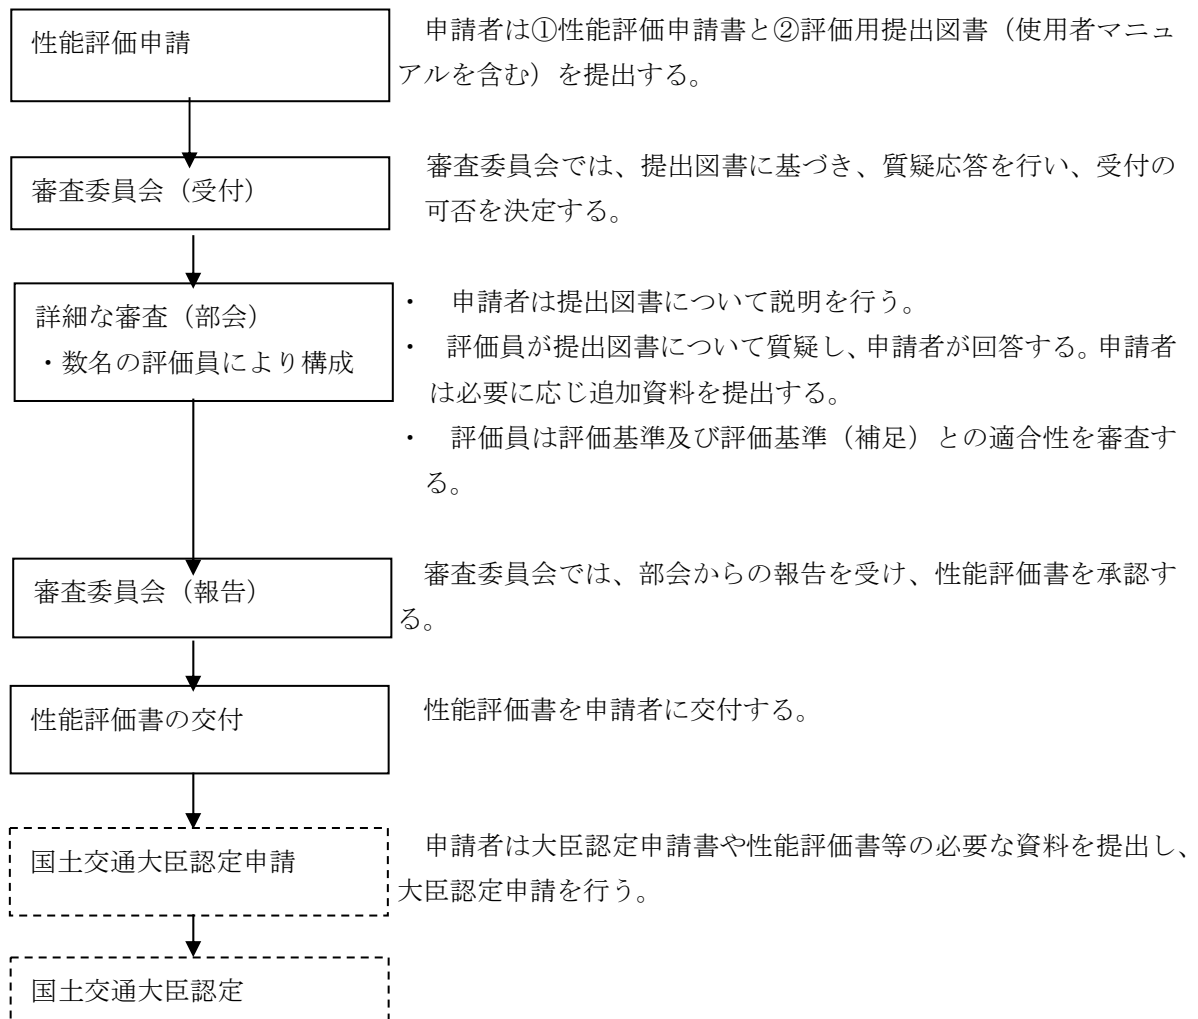 性能評価申請
申請者は①性能評価申請書と②評価用提出図書（使用者マニュ
アルを含む）を提出する。
審査委員会（受付）
審査委員会では、提出図書に基づき、質疑応答を行い、受付の
可否を決定する。
詳細な審査（部会）
・数名の評価員により構成
・ 申請者は提出図書について説明を行う。
・ 評価員が提出図書について質疑し、申請者が回答する。申請者
は必要に応じ追加資料を提出する。
・ 評価員は評価基準及び評価基準（補足）との適合性を審査す
る。
審査委員会（報告）
審査委員会では、部会からの報告を受け、性能評価書を承認す
る。
性能評価書の交付
性能評価書を申請者に交付する。
国土交通大臣認定申請
申請者は大臣認定申請書や性能評価書等の必要な資料を提出し、
大臣認定申請を行う。
国土交通大臣認定